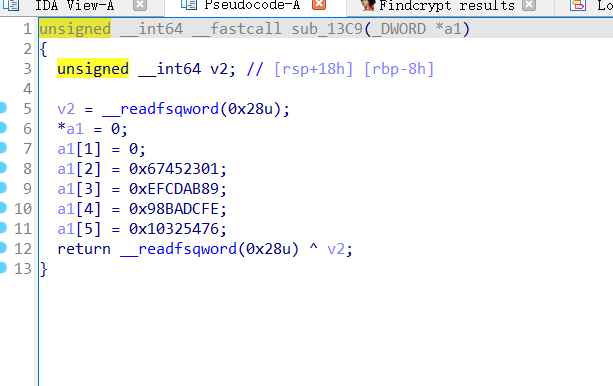 IDA View-A Pseudocode-A Findcrypt results Lo
1 unsigned __int64 __fastcall sub_13C9(_DWORD *a1)
2 {
3 unsigned __int64 v2; // [rsp+18h] [rbp-8h]
4
5 v2 = __readfsqword(0x28u);
6 *a1 = 0;
7 a1[1] = 0;
8 a1[2] = 0x67452301;
9 a1[3] = 0xEFCDAB89;
10 a1[4] = 0x98BADCFE;
11 a1[5] = 0x10325476;
12 return __readfsqword(0x28u) ^ v2;
13 }